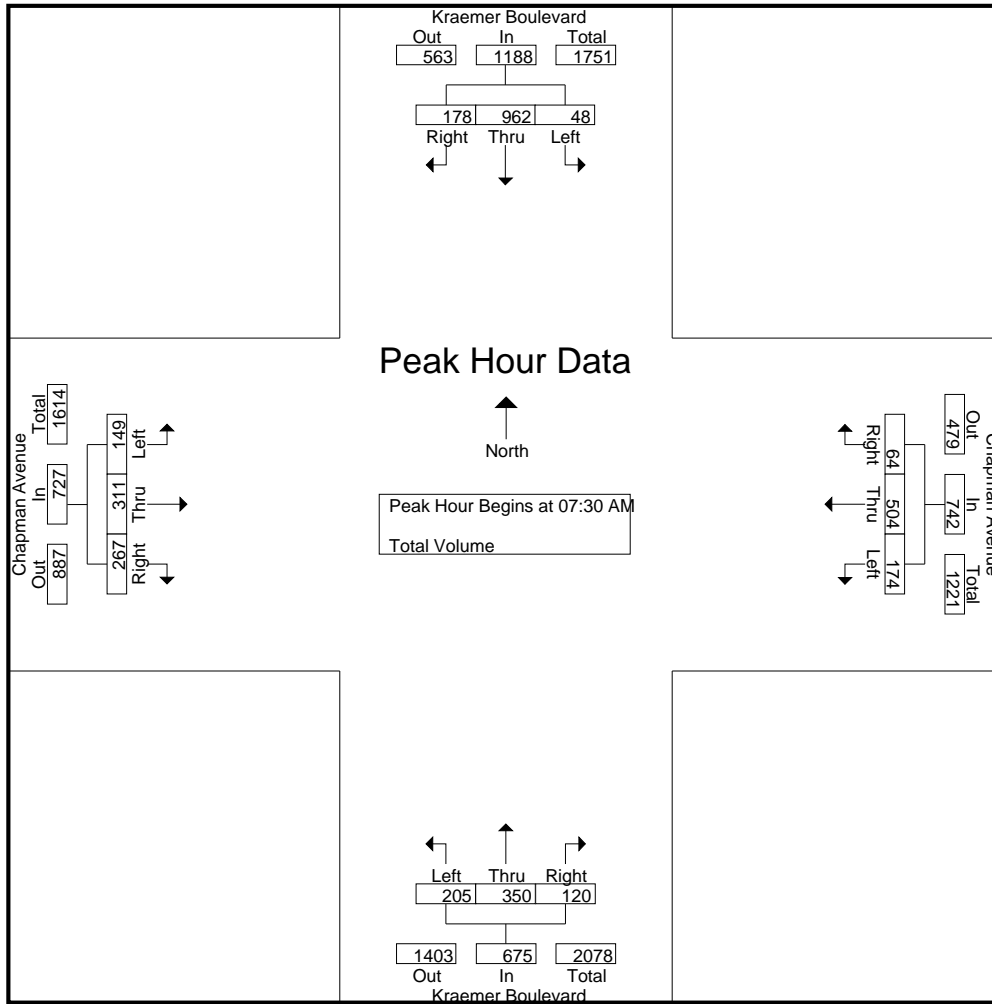 Kraemer Boulevard
Out In Total
563 1188 1751
178 962 48
Right Thru Left
Peak Hour Data
North
Peak Hour Begins at 07:30 AM
Total Volume
Chapman Avenue
Total In Out
1614 727 887
149 311 267
Left Thru Right
Chapman Avenue
Out In Total
479 742 1221
64 504 174
Right Thru Left
Left Thru Right
205 350 120
1403 675 2078
Out In Total
Kraemer Boulevard